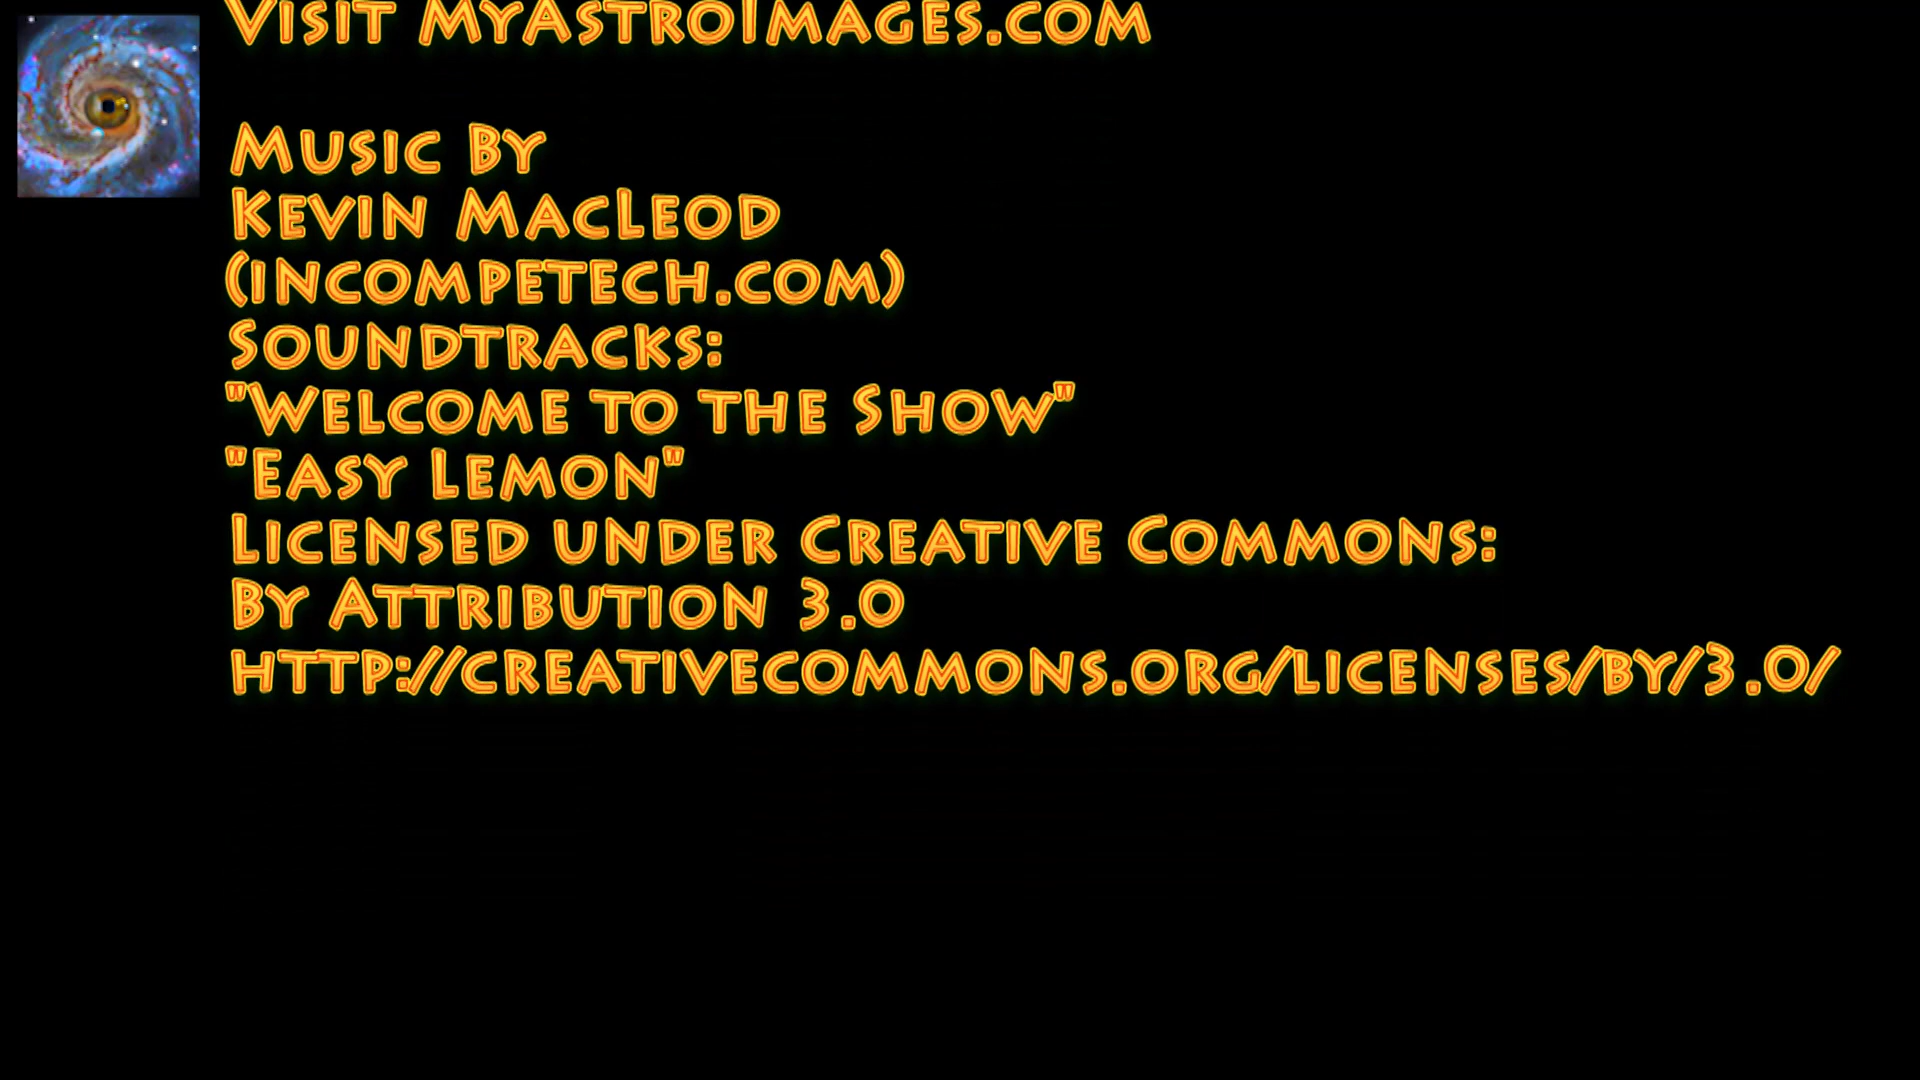 Visit MyAstroImages.com
Music By
Kevin MacLeod
(incompetech.com)
Soundtracks:
"Welcome to the Show"
"Easy Lemon"
Licensed under Creative Commons:
By Attribution 3.0
http://creativecommons.org/licenses/by/3.0/